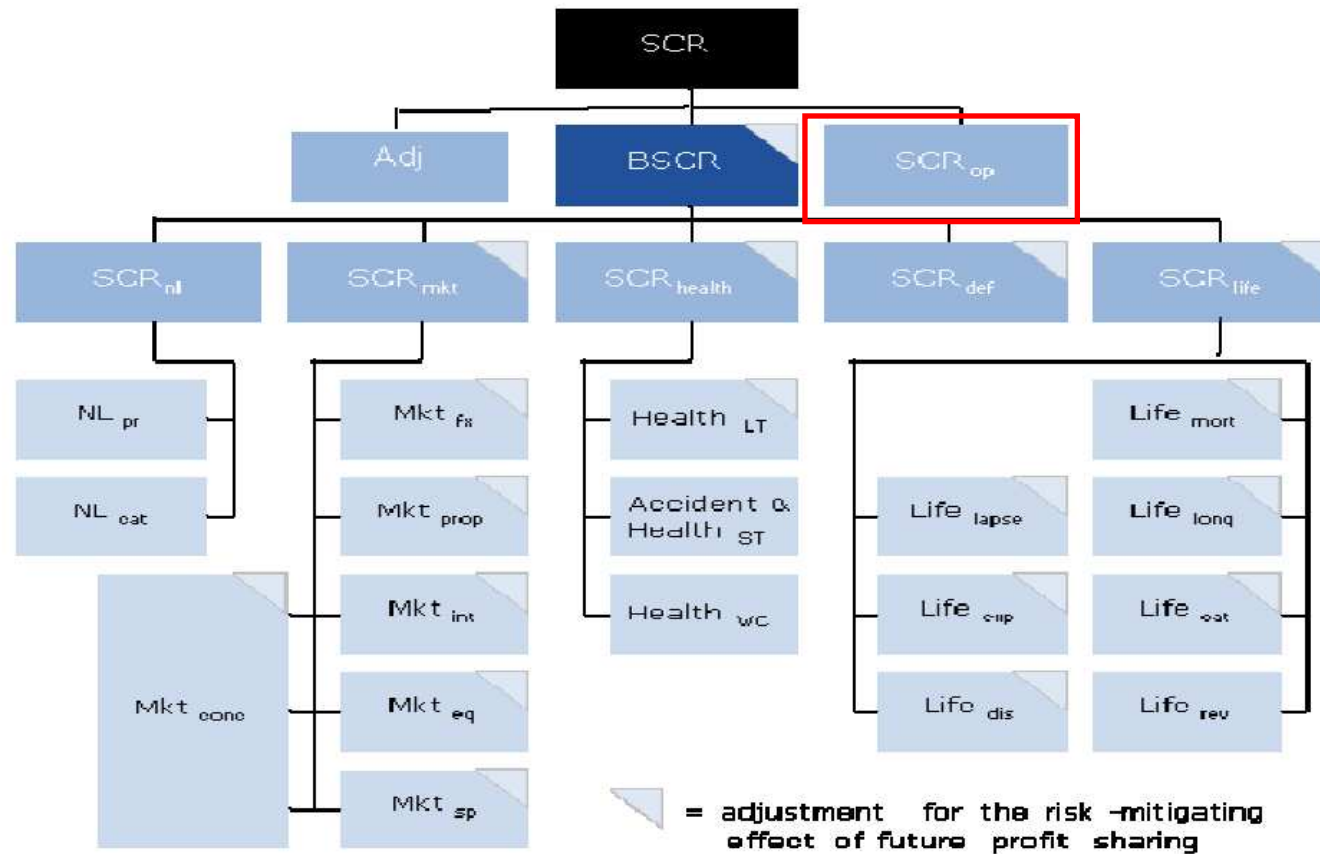 SCR
Adj
BSCR
SCR op
SCR nl
SCR mkt
SCR health
SCR def
SCR life
NL pr
Mkt fx
Health LT
Life mort
NL cat
Mkt prop
Accident &
Health ST
Life lapse
Life long
Mkt int
Health WC
Life exp
Life cat
Mkt conc
Mkt eq
Life dis
Life rev
Mkt sp
= adjustment for the risk -mitigating
effect of future profit sharing